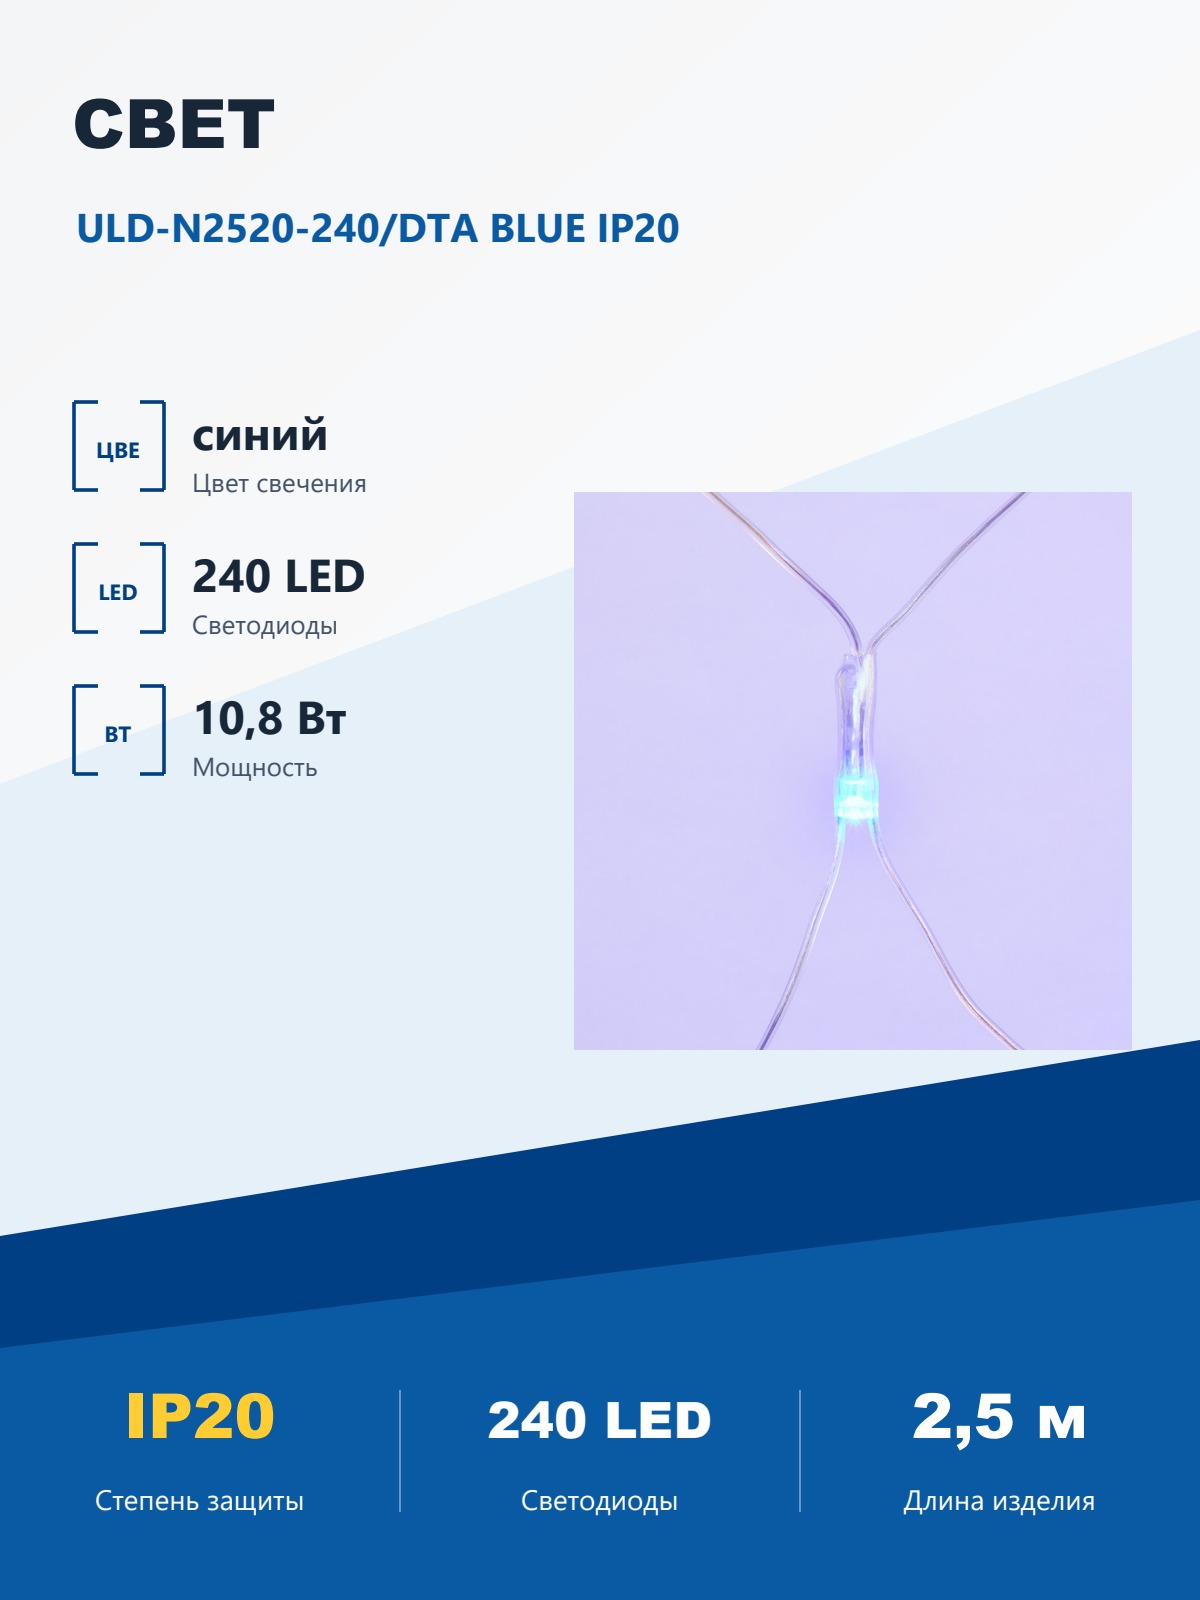 СВЕТ
ULD-N2520-240/DTA BLUE IP20
ЦВЕ
синий
Цвет свечения
LED
240 LED
Светодиоды
ВТ
10,8 Вт
Мощность
IP20
Степень защиты
240 LED
Светодиоды
2,5 м
Длина изделия